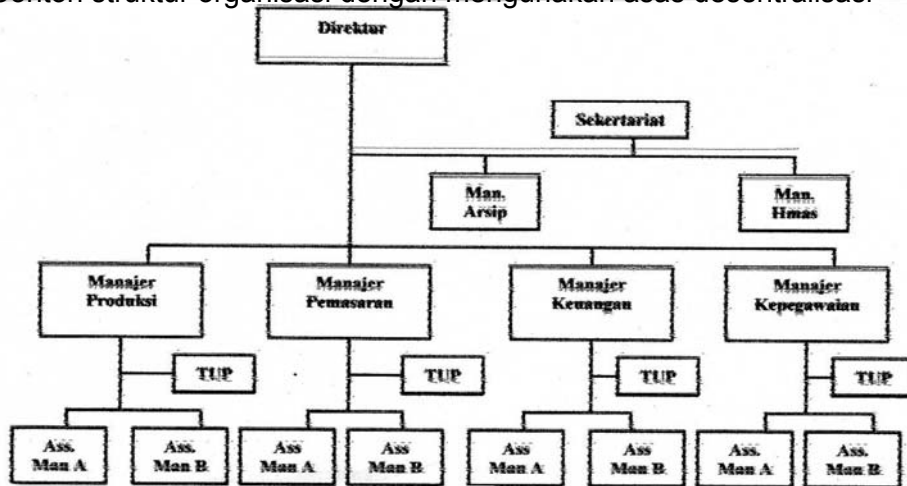 Contoh struktur organisasi dengan mengunakan asas desentralisasi
Direktur
Sekertariat
Man.
Arsip
Man.
Hmas
Manajer
Produksi
Manajer
Pemasaran
Manajer
Keuangan
Manajer
Kepegawaian
TUP
TUP
TUP
TUP
Ass.
Man A
Ass.
Man B
Ass
Man A
Ass
Man B
Ass
Man A
Ass
Man B
Ass.
Man A
Ass.
Man B